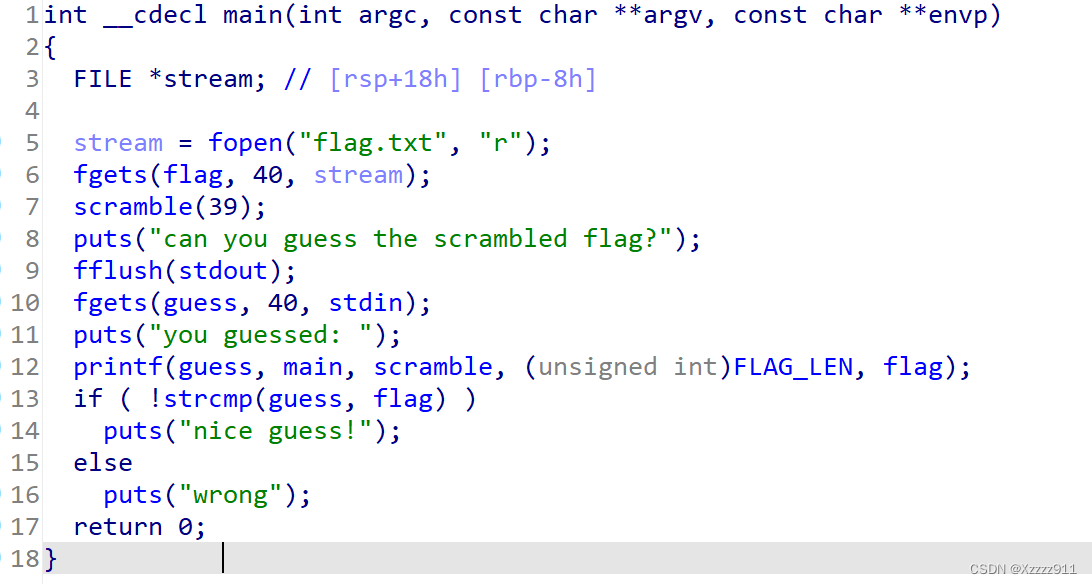 1 int __cdecl main(int argc, const char **argv, const char **envp)
2 {
3   FILE *stream; // [rsp+18h] [rbp-8h]
4
5   stream = fopen("flag.txt", "r");
6   fgets(flag, 40, stream);
7   scramble(39);
8   puts("can you guess the scrambled flag?");
9   fflush(stdout);
10   fgets(guess, 40, stdin);
11   puts("you guessed: ");
12   printf(guess, main, scramble, (unsigned int)FLAG_LEN, flag);
13   if ( !strcmp(guess, flag) )
14     puts("nice guess!");
15   else
16     puts("wrong");
17   return 0;
18 }
CSDN @Xzzzz911